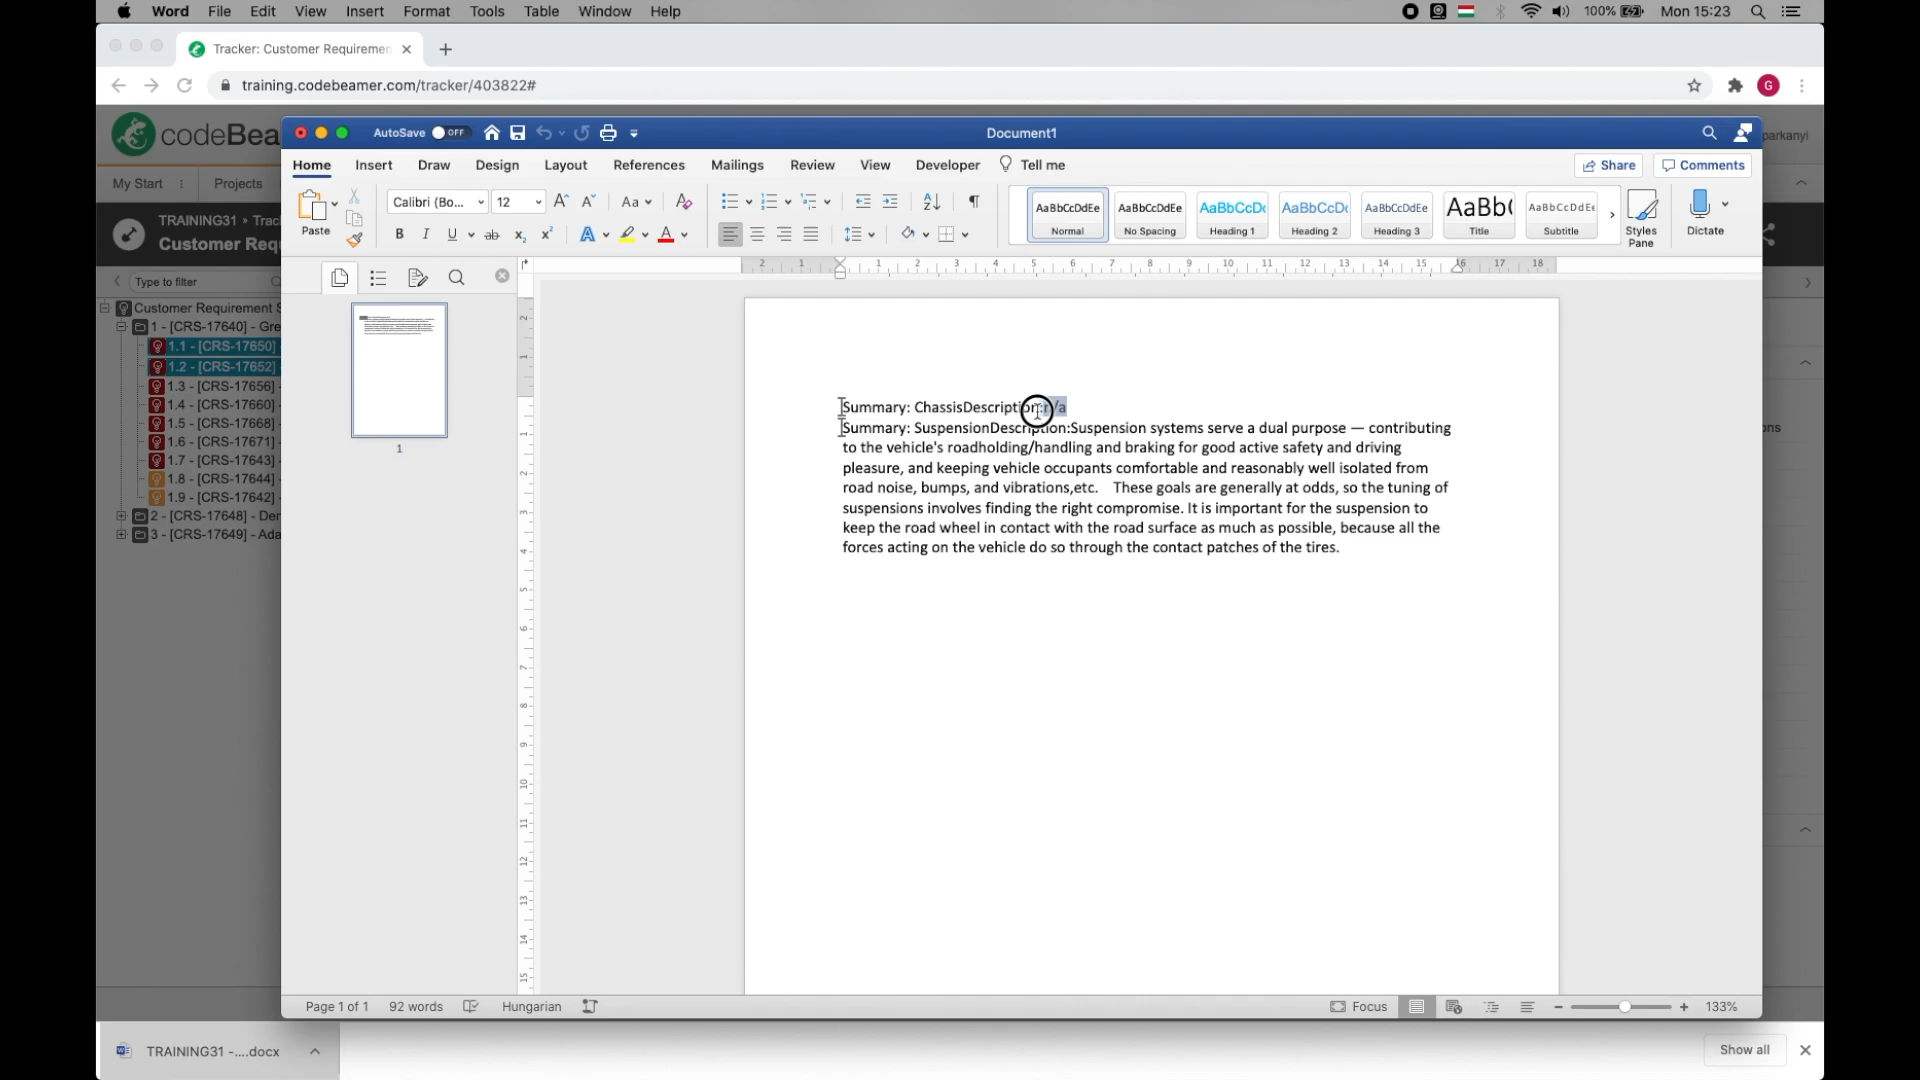 Word File Edit View Insert Format Tools Table Window Help 100% Mon 15:23
Tracker: Customer Requiremen
training.codebeamer.com/tracker/403822#
G
codeBea
AutoSave OFF
Document1
parkanyi
Home Insert Draw Design Layout References Mailings Review View Developer Tell me Share Comments
My Start Projects
Paste
Calibri (Bo... 12
AaBbCcDdEe Normal
AaBbCcDdEe No Spacing
AaBbCcDc Heading 1
AaBbCcDc Heading 2
AaBbCcDdEe Heading 3
AaBb( Title
AaBbCcDdEe Subtitle
Styles Pane
Dictate
TRAINING31 » Trac
Customer Req
Type to filter
Customer Requirement S
1 - [CRS-17640] - Gre
1.1 - [CRS-17650]
1.2 - [CRS-17652]
1.3 - [CRS-17656] -
1.4 - [CRS-17660] -
1.5 - [CRS-17668] -
1.6 - [CRS-17671] -
1.7 - [CRS-17643] -
1.8 - [CRS-17644] -
1.9 - [CRS-17642] -
2 - [CRS-17648] - Der
3 - [CRS-17649] - Ada
1
ons
Summary: ChassisDescription:n/a
Summary: SuspensionDescription:Suspension systems serve a dual purpose — contributing
to the vehicle's roadholding/handling and braking for good active safety and driving
pleasure, and keeping vehicle occupants comfortable and reasonably well isolated from
road noise, bumps, and vibrations,etc. These goals are generally at odds, so the tuning of
suspensions involves finding the right compromise. It is important for the suspension to
keep the road wheel in contact with the road surface as much as possible, because all the
forces acting on the vehicle do so through the contact patches of the tires.
Page 1 of 1 92 words Hungarian Focus 133%
TRAINING31 -....docx
Show all